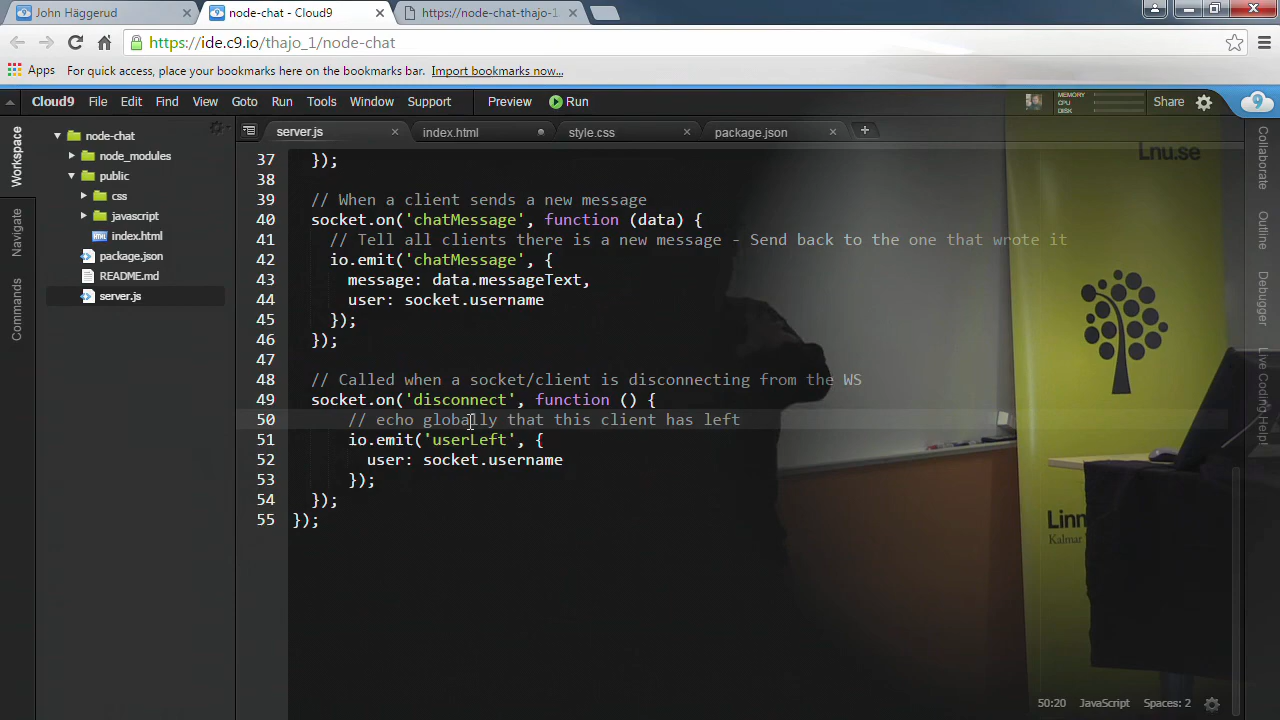 John Häggerud
node-chat - Cloud9
https://node-chat-thajo-1
https://ide.c9.io/thajo_1/node-chat
Apps
For quick access, place your bookmarks here on the bookmarks bar. Import bookmarks now...
Cloud9 File Edit Find View Goto Run Tools Window Support Preview Run
MEMORY
CPU
DISK
Share
9
Workspace
Navigate
Commands
node-chat
node_modules
public
css
javascript
index.html
package.json
README.md
server.js
server.js
index.html
style.css
package.json
37 });
38
39 // When a client sends a new message
40 socket.on('chatMessage', function (data) {
41 // Tell all clients there is a new message - Send back to the one that wrote it
42 io.emit('chatMessage', {
43 message: data.messageText,
44 user: socket.username
45 });
46 });
47
48 // Called when a socket/client is disconnecting from the WS
49 socket.on('disconnect', function () {
50 // echo globally that this client has left
51 io.emit('userLeft', {
52 user: socket.username
53 });
54 });
55 });
Lnu.se
Linn
Kalmar
Collaborate
Outline
Debugger
Live Coding Help!
50:20 JavaScript Spaces: 2